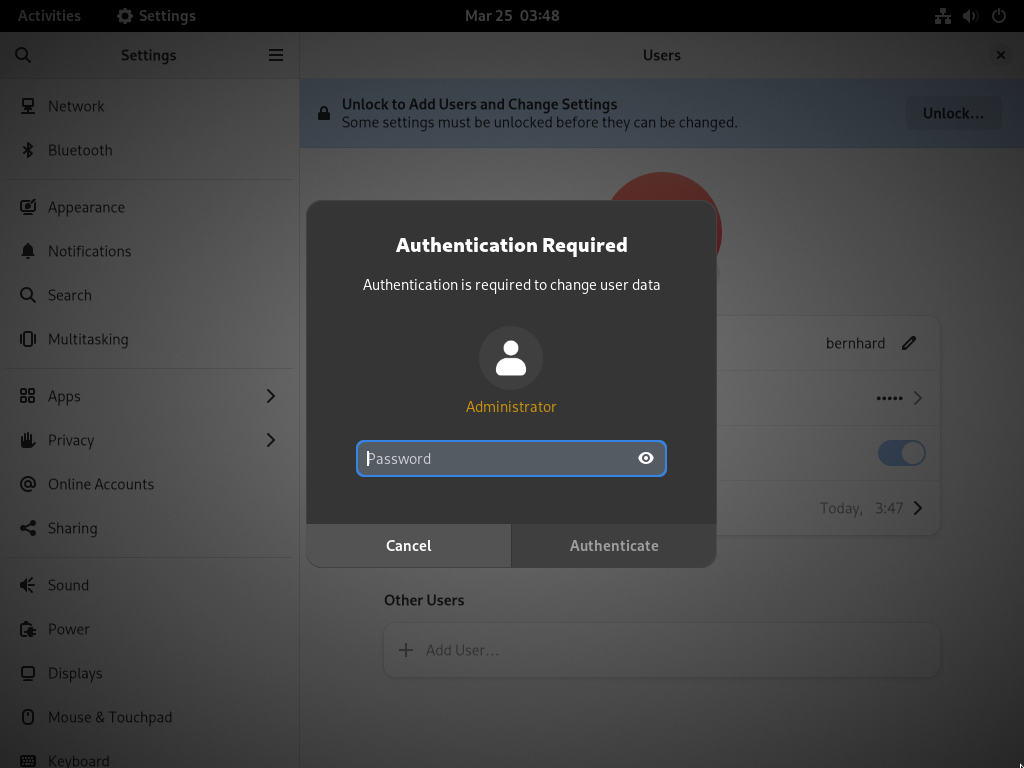 Activities
Settings
Mar 25 03:48
Settings
Users
Network
Bluetooth
Appearance
Notifications
Search
Multitasking
Apps
Privacy
Online Accounts
Sharing
Sound
Power
Displays
Mouse & Touchpad
Keyboard
Unlock to Add Users and Change Settings
Some settings must be unlocked before they can be changed.
Unlock…
Authentication Required
Authentication is required to change user data
Administrator
Password
Cancel
Authenticate
bernhard
•••••
Today, 3:47
Other Users
Add User…